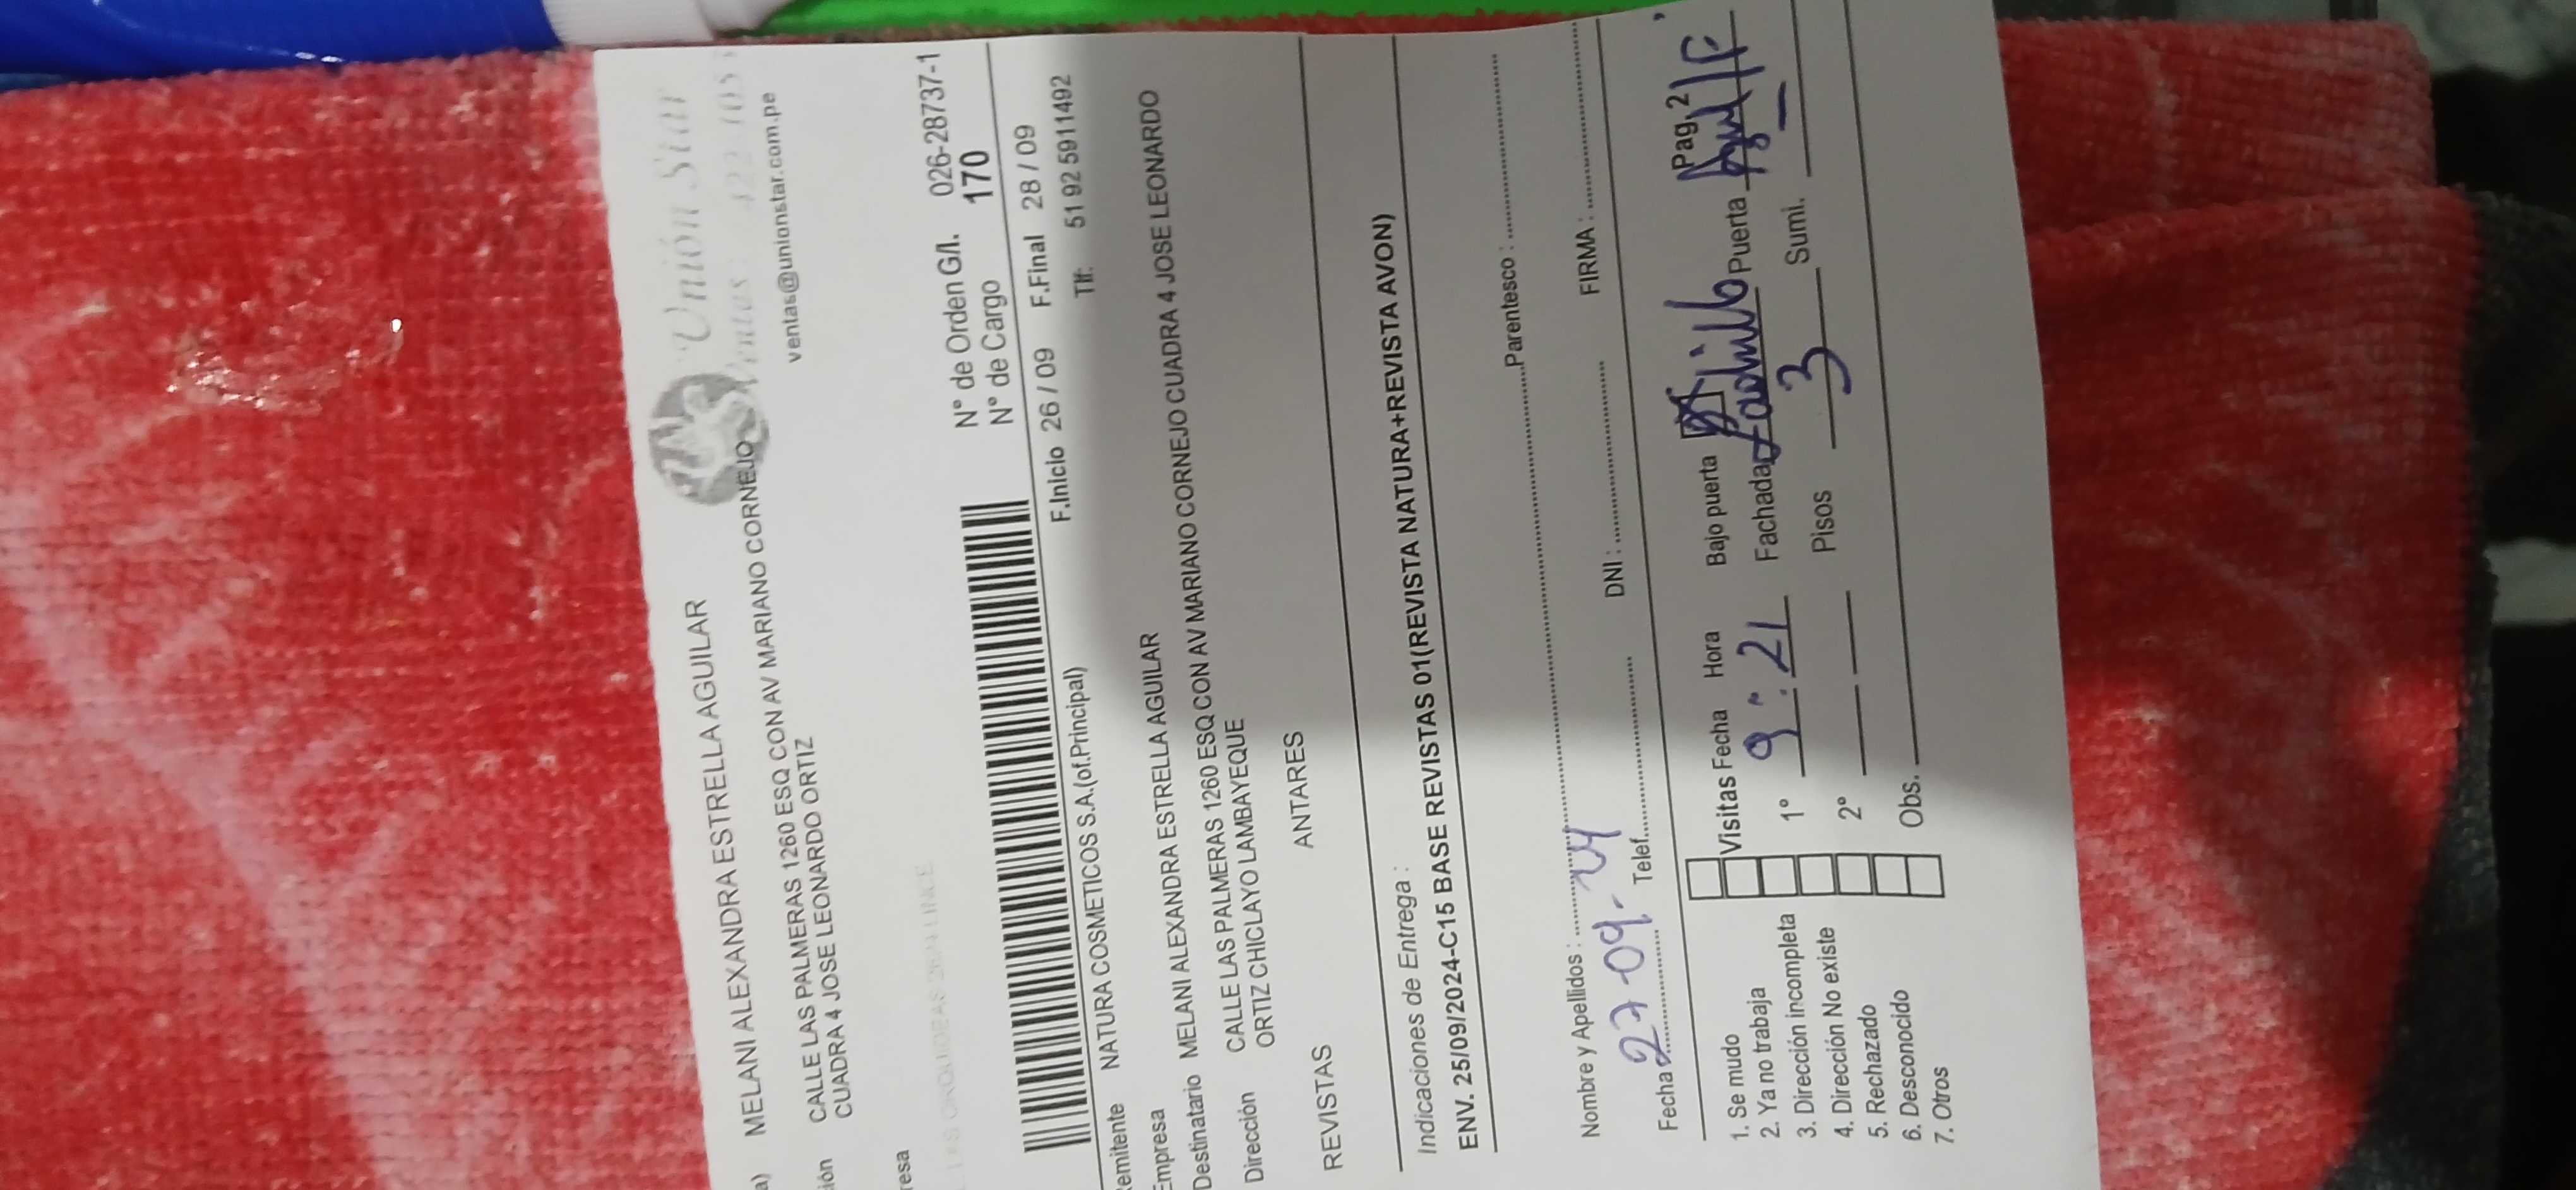 a) MELANI ALEXANDRA ESTRELLA AGUILAR
Unión Star
ventas@unionstar.com.pe
ión CALLE LAS PALMERAS 1260 ESQ CON AV MARIANO CORNEJO
CUADRA 4 JOSE LEONARDO ORTIZ
resa
N° de Orden G/I. 026-28737-1
N° de Cargo 170
F.Inicio 26 / 09 F.Final 28 / 09
emitente NATURA COSMETICOS S.A.(of.Principal) Tlf: 51 92 5911492
Empresa
Destinatario MELANI ALEXANDRA ESTRELLA AGUILAR
Dirección CALLE LAS PALMERAS 1260 ESQ CON AV MARIANO CORNEJO CUADRA 4 JOSE LEONARDO
ORTIZ CHICLAYO LAMBAYEQUE
REVISTAS ANTARES
Indicaciones de Entrega :
ENV. 25/09/2024-C15 BASE REVISTAS 01(REVISTA NATURA+REVISTA AVON)
Nombre y Apellidos : Parentesco :
Fecha 27-09-24 Telef. DNI : FIRMA :
Pag. 2
1. Se mudo
2. Ya no trabaja
3. Dirección incompleta
4. Dirección No existe
5. Rechazado
6. Desconocido
7. Otros
Visitas Fecha Hora Bajo puerta
1° 9:21 Fachada Ladrillo Puerta
2° Pisos 3 Sumi.
Obs.